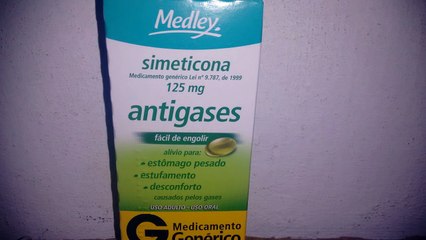 Medley.
simeticona
Medicamento genérico Lei nº 9.787, de 1999
125 mg
antigases
fácil de engolir
alívio para:
estômago pesado
estufamento
desconforto
causados pelos gases
USO ADULTO - USO ORAL
G Medicamento
Genérico